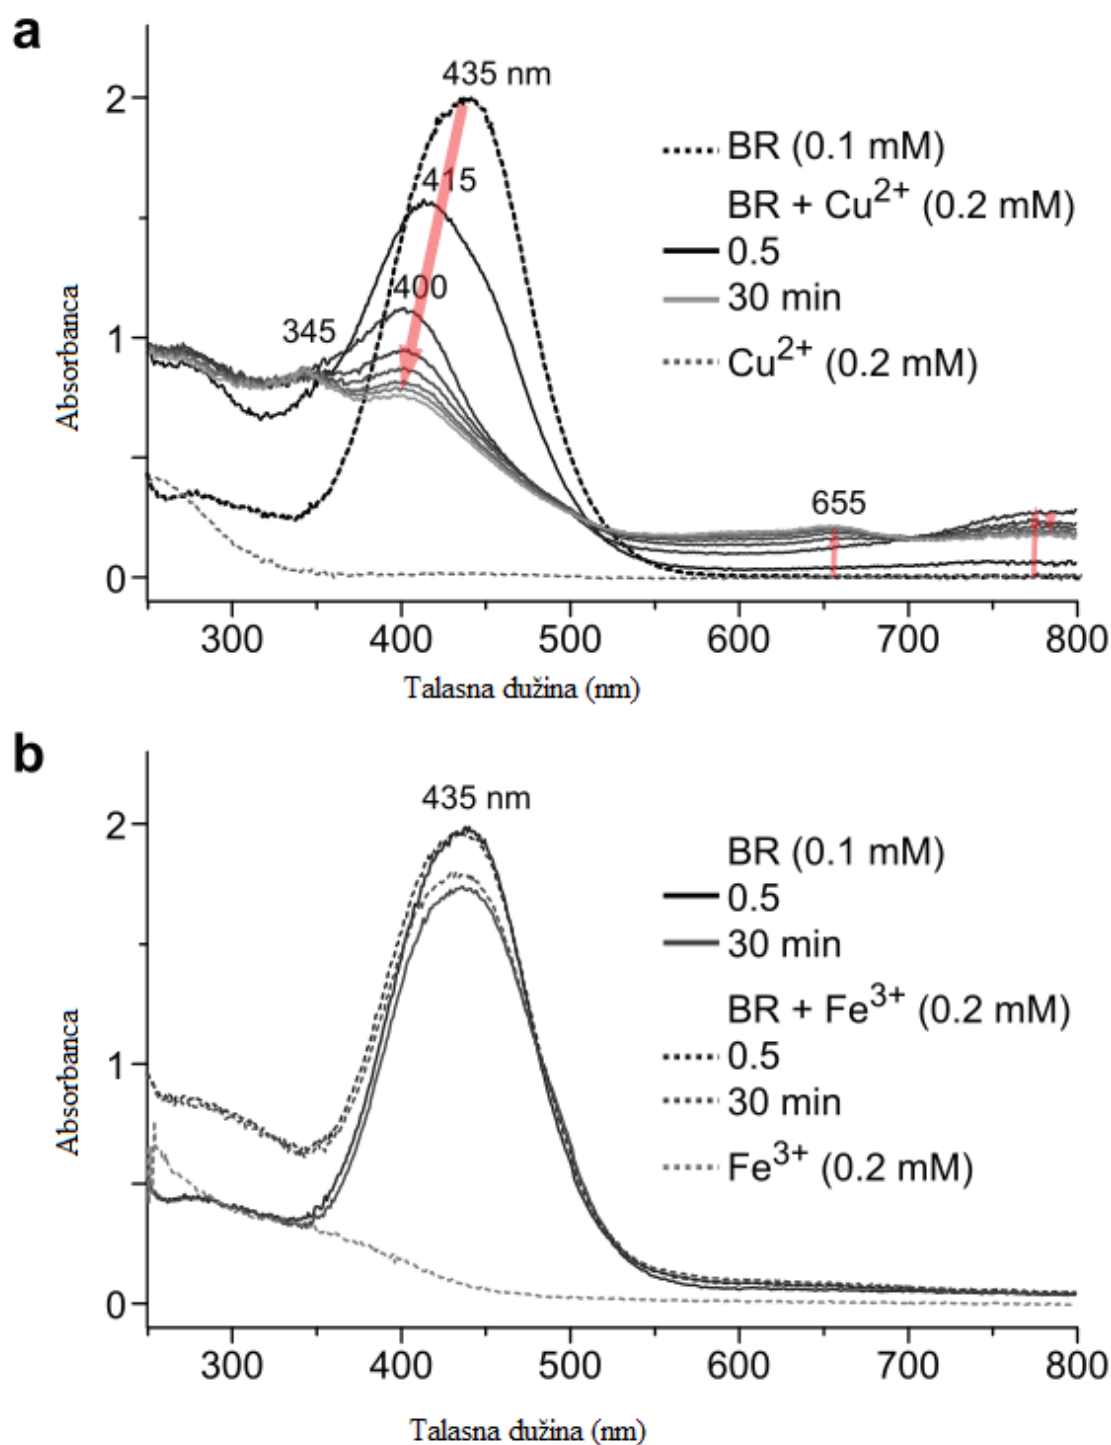 a
435 nm
2
415
400
345
1
655
0
Absorbanca
BR (0.1 mM)
BR + Cu²⁺ (0.2 mM)
0.5
30 min
Cu²⁺ (0.2 mM)
300 400 500 600 700 800
Talasna dužina (nm)
b
435 nm
2
1
0
Absorbanca
BR (0.1 mM)
0.5
30 min
BR + Fe³⁺ (0.2 mM)
0.5
30 min
Fe³⁺ (0.2 mM)
300 400 500 600 700 800
Talasna dužina (nm)